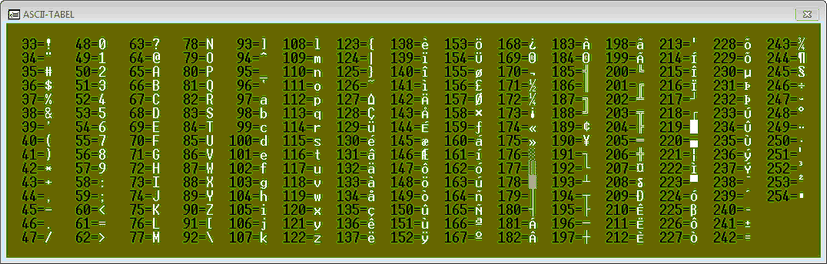 ASCII-TABEL
33=! 48=0 63=? 78=N 93=] 108=l 123={ 138=è 153=Ö 168=¿ 183=À 198=ã 213=ı 228=õ 243=¾
34=" 49=1 64=@ 79=O 94=^ 109=m 124=| 139=ï 154=Ü 169=® 184=© 199=Ã 214=Í 229=Õ 244=¶
35=# 50=2 65=A 80=P 95=_ 110=n 125=} 140=î 155=ø 170=¬ 185=╣ 200=╚ 215=Î 230=µ 245=§
36=$ 51=3 66=B 81=Q 96=` 111=o 126=~ 141=ì 156=£ 171=½ 186=║ 201=╔ 216=Ï 231=þ 246=÷
37=% 52=4 67=C 82=R 97=a 112=p 127=Δ 142=Ä 157=Ø 172=¼ 187=╗ 202=╩ 217=┘ 232=Þ 247=¸
38=& 53=5 68=D 83=S 98=b 113=q 128=Ç 143=Å 158=× 173=¡ 188=╝ 203=╦ 218=┌ 233=Ú 248=°
39=' 54=6 69=E 84=T 99=c 114=r 129=ü 144=É 159=ƒ 174=« 189=¢ 204=╠ 219=█ 234=Û 249=¨
40=( 55=7 70=F 85=U 100=d 115=s 130=é 145=æ 160=á 175=» 190=¥ 205=═ 220=▄ 235=Ù 250=·
41=) 56=8 71=G 86=V 101=e 116=t 131=â 146=Æ 161=í 176=░ 191=┐ 206=╬ 221=¦ 236=ý 251=¹
42=* 57=9 72=H 87=W 102=f 117=u 132=ä 147=ô 162=ó 177=▒ 192=└ 207=¤ 222=Ì 237=Ý 252=³
43=+ 58=: 73=I 88=X 103=g 118=v 133=à 148=ö 163=ú 178=▓ 193=┴ 208=ð 223=▀ 238=¯ 253=²
44=, 59=; 74=J 89=Y 104=h 119=w 134=å 149=ò 164=ñ 179=│ 194=┬ 209=Ð 224=Ó 239=´ 254=■
45=- 60=< 75=K 90=Z 105=i 120=x 135=ç 150=û 165=Ñ 180=┤ 195=├ 210=Ê 225=ß 240=-
46=. 61== 76=L 91=[ 106=j 121=y 136=ê 151=ù 166=ª 181=Á 196=─ 211=Ë 226=Ô 241=±
47=/ 62=> 77=M 92=\ 107=k 122=z 137=ë 152=ÿ 167=º 182=Â 197=┼ 212=È 227=Ò 242=‗